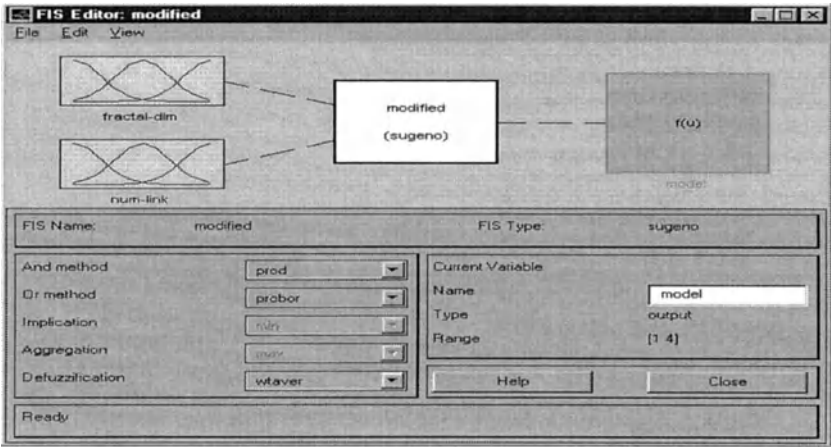 FIS Editor: modified
File Edit View
fractal-dim
num-link
modified
(sugeno)
f(u)
model
FIS Name: modified FIS Type: sugeno
And method prod
Or method probor
Implication min
Aggregation max
Defuzzification wtaver
Current Variable
Name model
Type output
Range [1 4]
Help Close
Ready